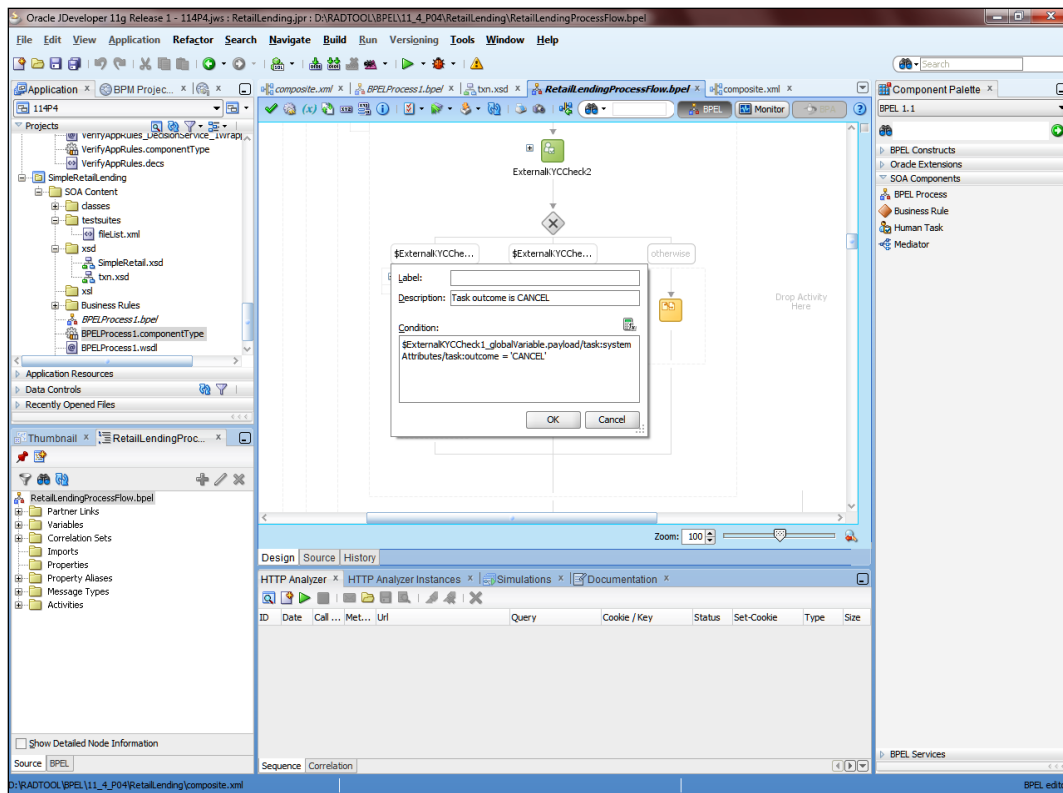 Oracle JDeveloper 11g Release 1 - 114P4.jws : RetailLending.jpr : D:\RADTOOL\BPEL\11_4_P04\RetailLending\RetailLendingProcessFlow.bpel
File Edit View Application Refactor Search Navigate Build Run Versioning Tools Window Help
Search
Application BPM Projec...
114P4
Projects
VerifyAppRules_DecisionService_1Wrap
VerifyAppRules.componentType
VerifyAppRules.decs
SimpleRetailLending
SOA Content
classes
testsuites
fileList.xml
xsd
SimpleRetail.xsd
txn.xsd
xsl
Business Rules
BPELProcess1.bpel
BPELProcess1.componentType
BPELProcess1.wsdl
Application Resources
Data Controls
Recently Opened Files
Thumbnail RetailLendingProc...
RetailLendingProcessFlow.bpel
Partner Links
Variables
Correlation Sets
Imports
Properties
Property Aliases
Message Types
Activities
Show Detailed Node Information
Source BPEL
composite.xml BPELProcess1.bpel txn.xsd RetailLendingProcessFlow.bpel composite.xml
BPEL Monitor BPA
ExternalKYCCheck2
$ExternalKYCChe... $ExternalKYCChe... otherwise
Label:
Description: Task outcome is CANCEL
Condition:
$ExternalKYCCheck1_globalVariable.payload/task:system
Attributes/task:outcome = 'CANCEL'
OK Cancel
Drop Activity
Here
Zoom: 100
Design Source History
HTTP Analyzer HTTP Analyzer Instances Simulations Documentation
ID Date Call ... Met... Url Query Cookie / Key Status Set-Cookie Type Size
Sequence Correlation
Component Palette
BPEL 1.1
BPEL Constructs
Oracle Extensions
SOA Components
BPEL Process
Business Rule
Human Task
Mediator
BPEL Services
D:\RADTOOL\BPEL\11_4_P04\RetailLending\composite.xml
BPEL edito